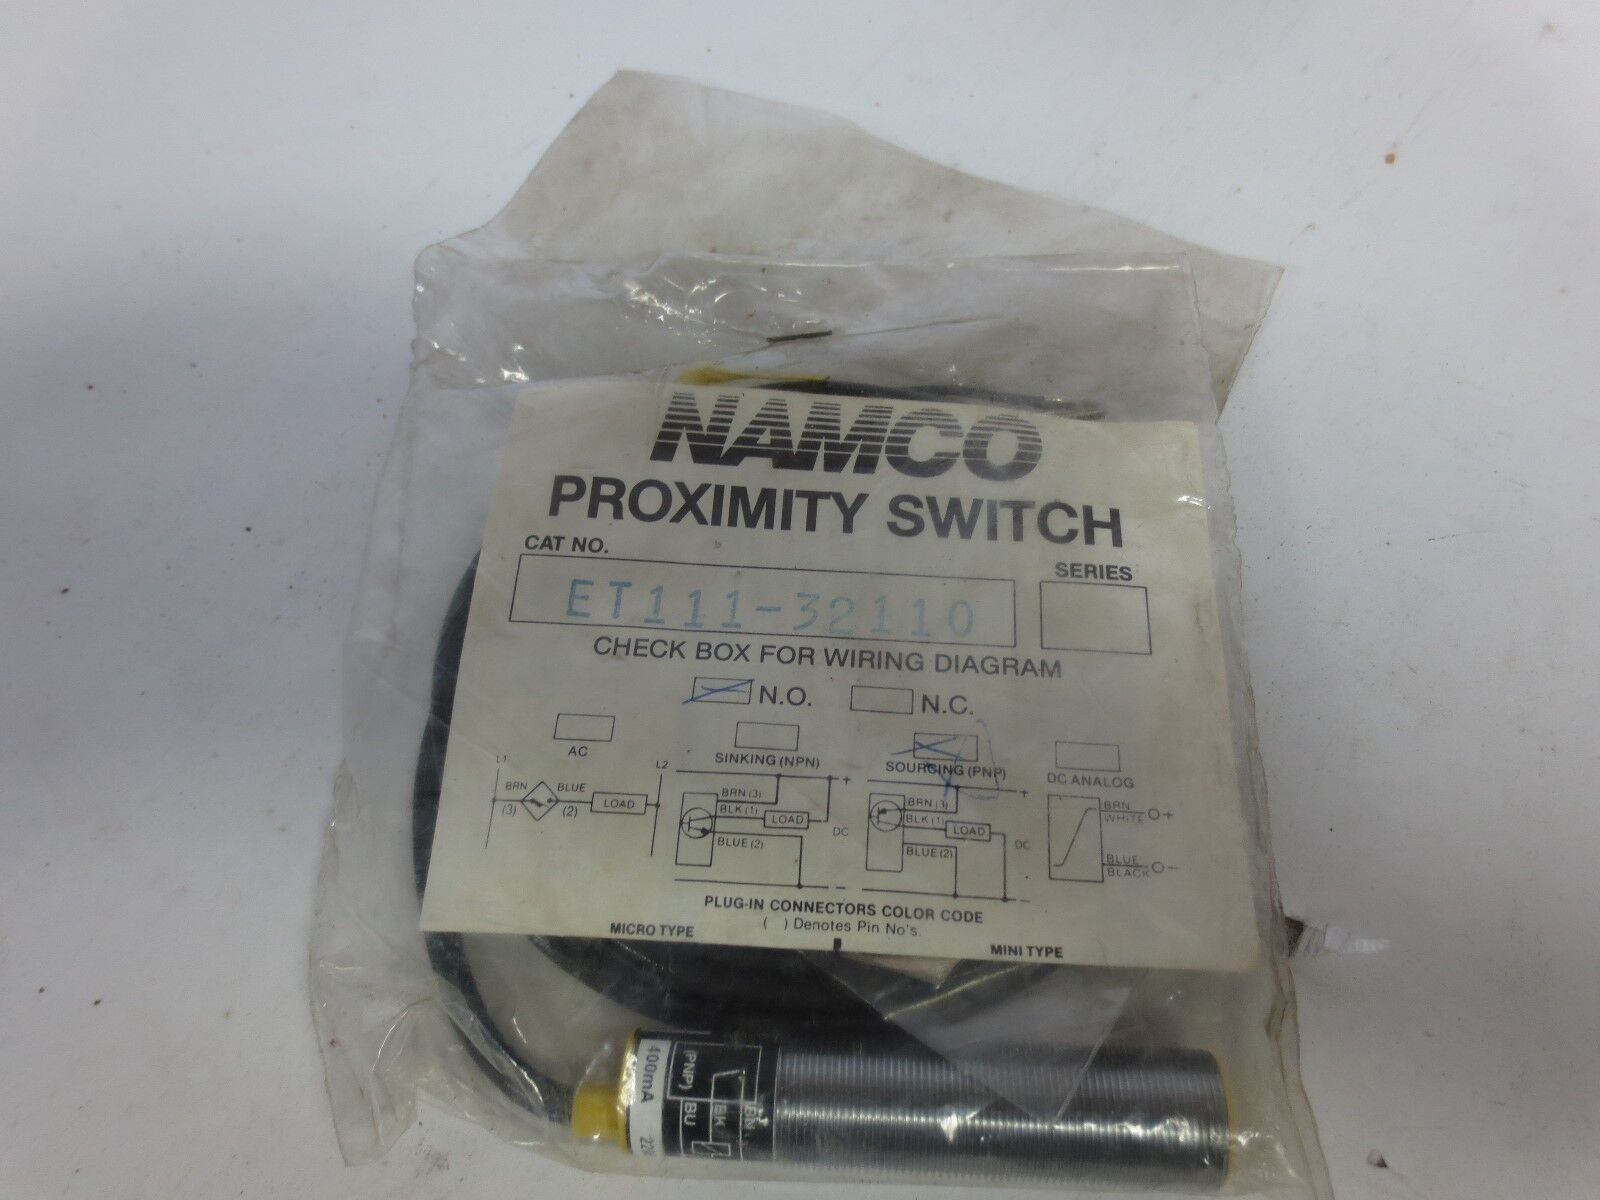 NAMCO
PROXIMITY SWITCH
CAT NO.
SERIES
ET111-32110
CHECK BOX FOR WIRING DIAGRAM
N.O. N.C.
AC
SINKING (NPN)
SOURCING (PNP)
DC ANALOG
L1 L2
BRN BLUE
(3) (2)
LOAD
+
BRN (3)
BLK (1)
LOAD
BLUE (2)
DC
-
+
BRN (3)
BLK (1)
LOAD
BLUE (2)
DC
-
BRN
WHITE +
BLUE
BLACK -
PLUG-IN CONNECTORS COLOR CODE
( ) Denotes Pin No's.
MICRO TYPE
MINI TYPE
400mA
(PNP)
BN
BK
BU